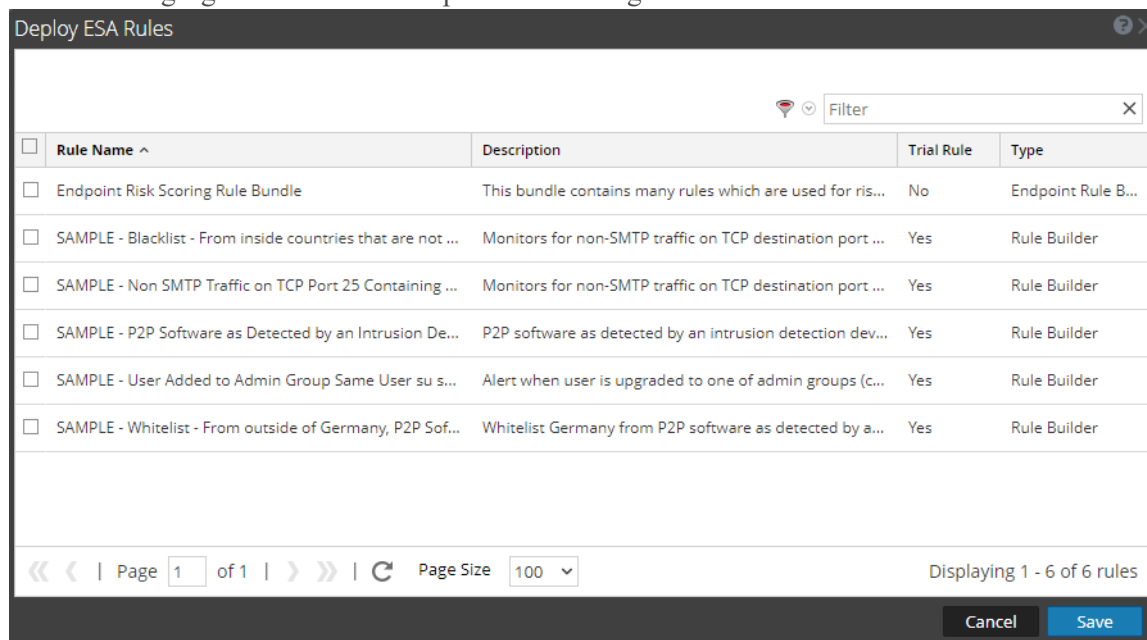 Deploy ESA Rules
Filter
Rule Name Description Trial Rule Type
Endpoint Risk Scoring Rule Bundle This bundle contains many rules which are used for ris... No Endpoint Rule B...
SAMPLE - Blacklist - From inside countries that are not ... Monitors for non-SMTP traffic on TCP destination port ... Yes Rule Builder
SAMPLE - Non SMTP Traffic on TCP Port 25 Containing ... Monitors for non-SMTP traffic on TCP destination port ... Yes Rule Builder
SAMPLE - P2P Software as Detected by an Intrusion De... P2P software as detected by an intrusion detection dev... Yes Rule Builder
SAMPLE - User Added to Admin Group Same User su s... Alert when user is upgraded to one of admin groups (c... Yes Rule Builder
SAMPLE - Whitelist - From outside of Germany, P2P Sof... Whitelist Germany from P2P software as detected by a... Yes Rule Builder
| Page 1 of 1 | | Page Size 100 Displaying 1 - 6 of 6 rules
Cancel Save